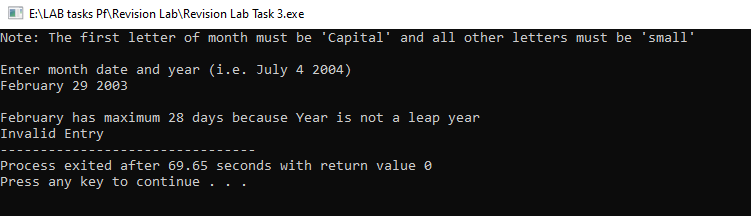 E:\LAB tasks Pf\Revision Lab\Revision Lab Task 3.exe
Note: The first letter of month must be 'Capital' and all other letters must be 'small'
Enter month date and year (i.e. July 4 2004)
February 29 2003
February has maximum 28 days because Year is not a leap year
Invalid Entry
--------------------------------
Process exited after 69.65 seconds with return value 0
Press any key to continue . . .